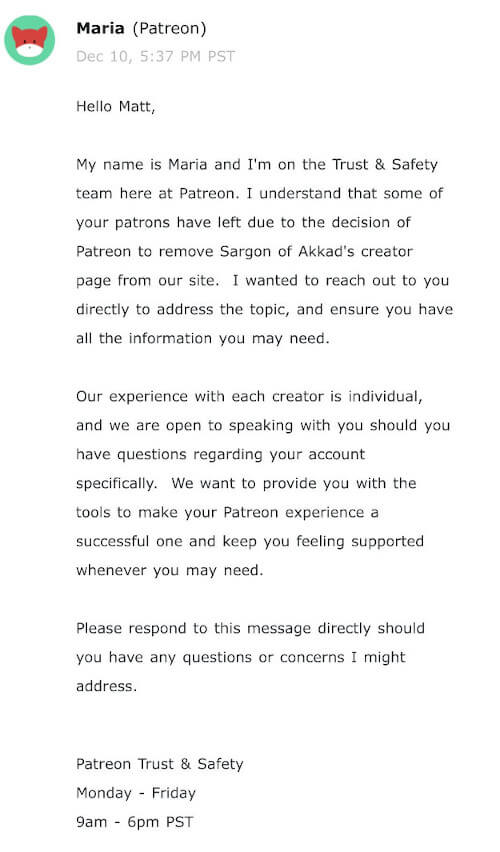 Maria (Patreon)
Dec 10, 5:37 PM PST
Hello Matt,
My name is Maria and I'm on the Trust & Safety
team here at Patreon. I understand that some of
your patrons have left due to the decision of
Patreon to remove Sargon of Akkad's creator
page from our site.  I wanted to reach out to you
directly to address the topic, and ensure you have
all the information you may need.
Our experience with each creator is individual,
and we are open to speaking with you should you
have questions regarding your account
specifically.  We want to provide you with the
tools to make your Patreon experience a
successful one and keep you feeling supported
whenever you may need.
Please respond to this message directly should
you have any questions or concerns I might
address.
Patreon Trust & Safety
Monday - Friday
9am - 6pm PST